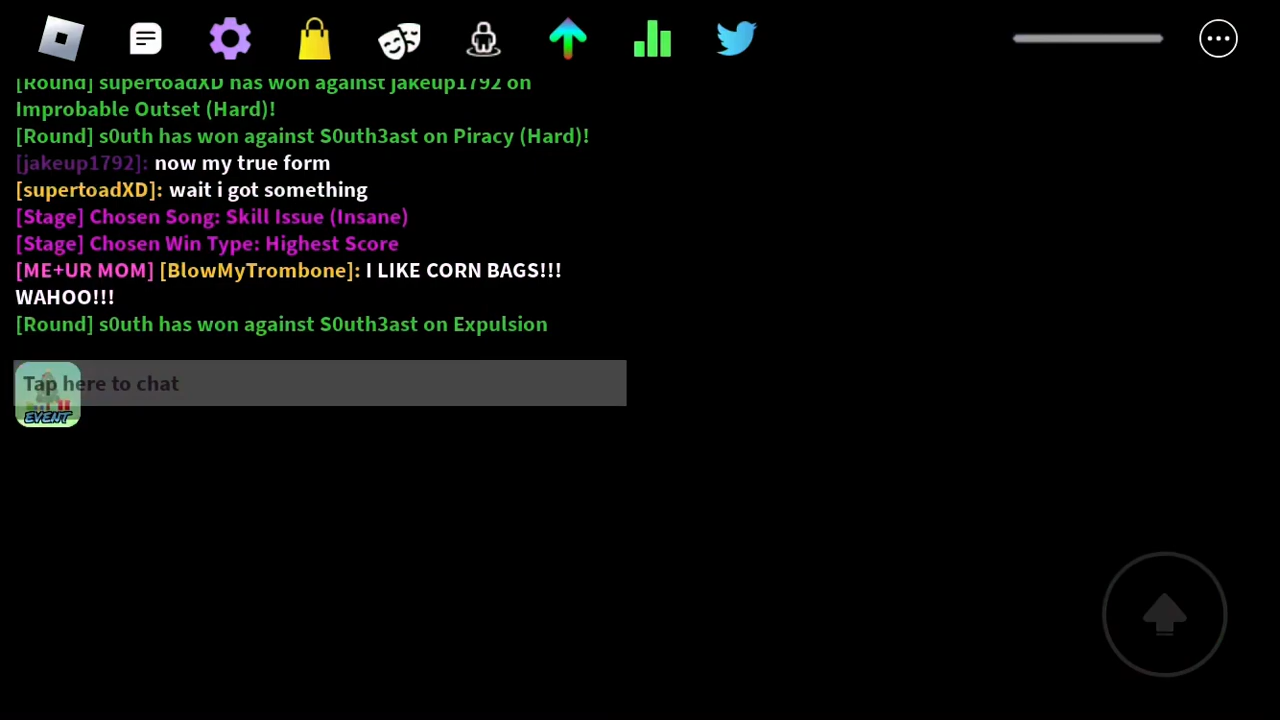 [Round] supertoadXD has won against jakeup1792 on
Improbable Outset (Hard)!
[Round] s0uth has won against S0uth3ast on Piracy (Hard)!
[jakeup1792]: now my true form
[supertoadXD]: wait i got something
[Stage] Chosen Song: Skill Issue (Insane)
[Stage] Chosen Win Type: Highest Score
[ME+UR MOM] [BlowMyTrombone]: I LIKE CORN BAGS!!!
WAHOO!!!
[Round] s0uth has won against S0uth3ast on Expulsion
Tap here to chat
EVENT